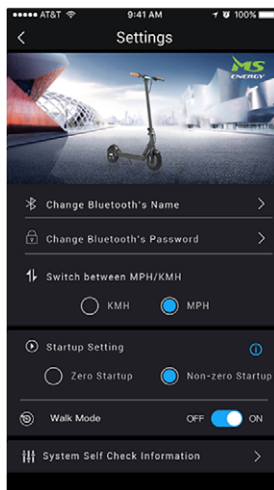 AT&T 9:41 AM 100%
Settings
MS
ENERGY
Change Bluetooth's Name
Change Bluetooth's Password
Switch between MPH/KMH
KMH MPH
Startup Setting
Zero Startup Non-zero Startup
Walk Mode OFF ON
System Self Check Information